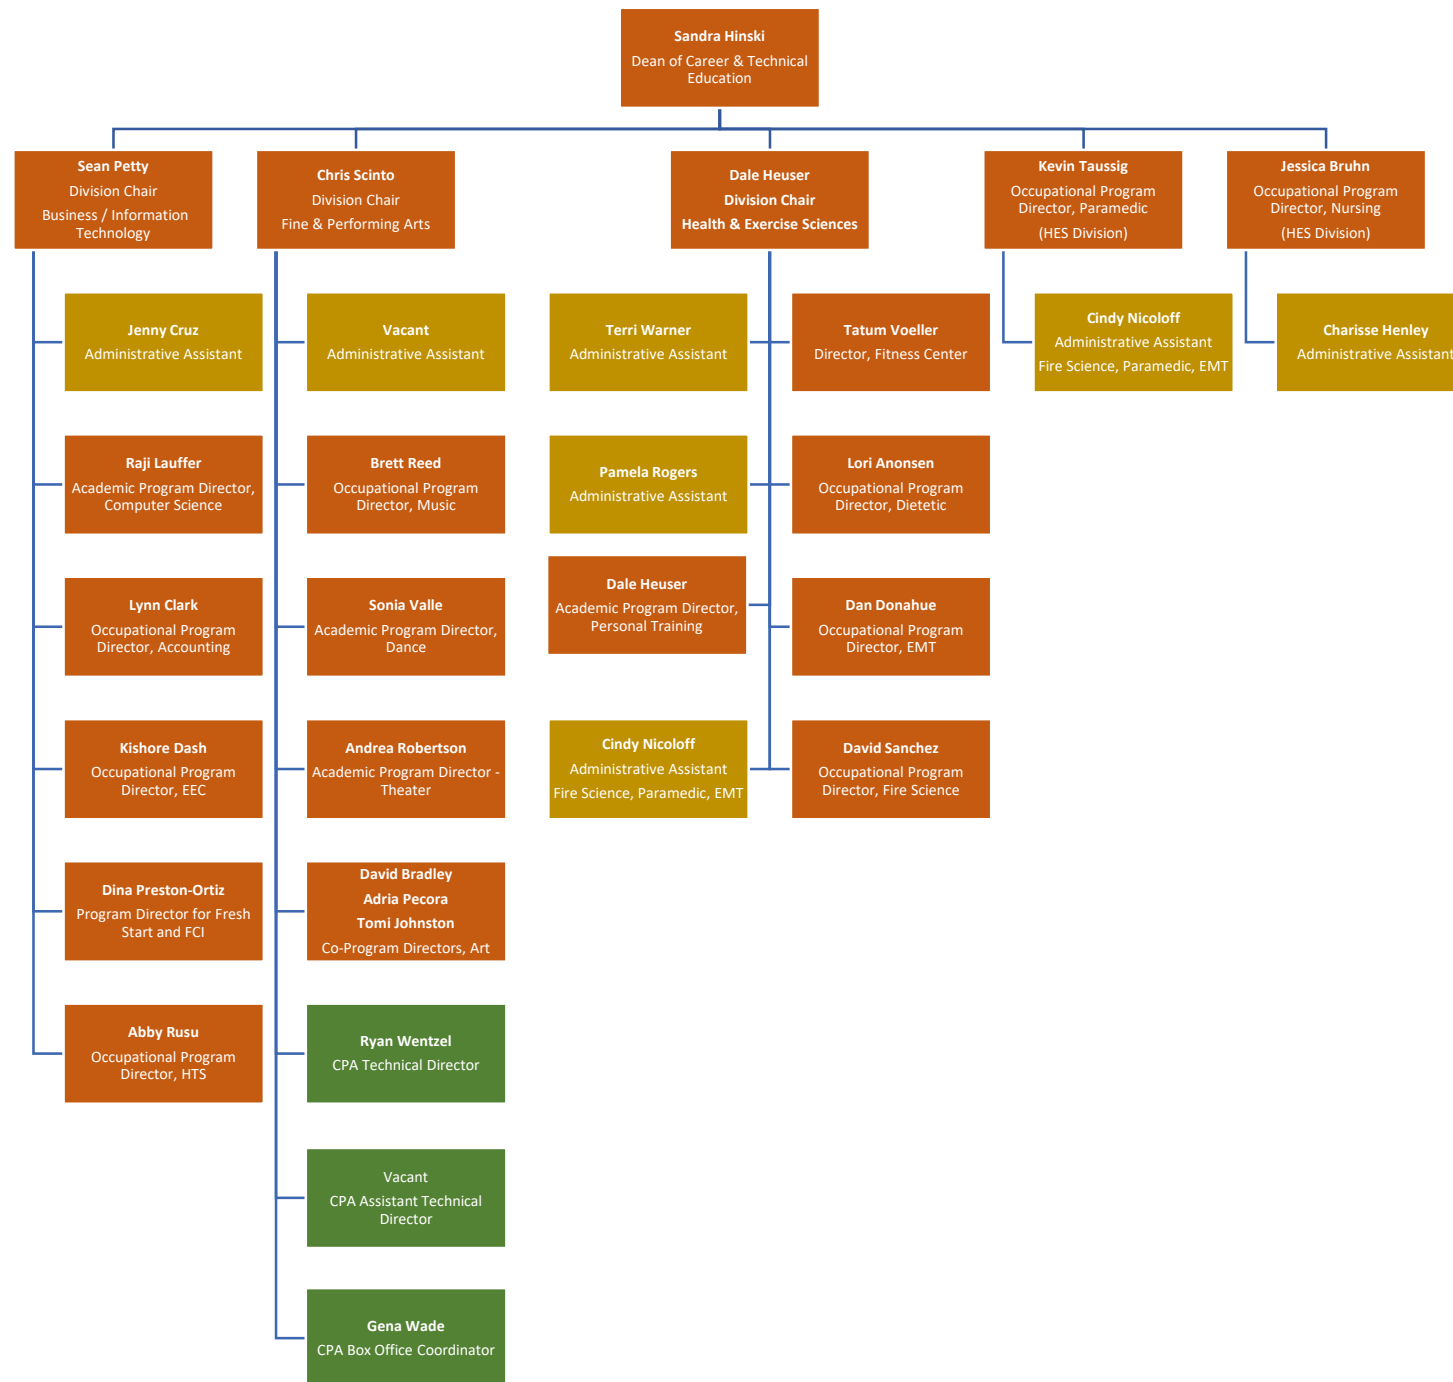 Sandra Hinski
Dean of Career & Technical
Education
Sean Petty
Division Chair
Business / Information
Technology
Chris Scinto
Division Chair
Fine & Performing Arts
Dale Heuser
Division Chair
Health & Exercise Sciences
Kevin Taussig
Occupational Program
Director, Paramedic
(HES Division)
Jessica Bruhn
Occupational Program
Director, Nursing
(HES Division)
Jenny Cruz
Administrative Assistant
Raji Lauffer
Academic Program Director,
Computer Science
Lynn Clark
Occupational Program
Director, Accounting
Kishore Dash
Occupational Program
Director, EEC
Dina Preston-Ortiz
Program Director for Fresh
Start and FCI
Abby Rusu
Occupational Program
Director, HTS
Vacant
Administrative Assistant
Brett Reed
Occupational Program
Director, Music
Sonia Valle
Academic Program Director,
Dance
Andrea Robertson
Academic Program Director -
Theater
David Bradley
Adria Pecora
Tomi Johnston
Co-Program Directors, Art
Ryan Wentzel
CPA Technical Director
Vacant
CPA Assistant Technical
Director
Gena Wade
CPA Box Office Coordinator
Terri Warner
Administrative Assistant
Tatum Voeller
Director, Fitness Center
Pamela Rogers
Administrative Assistant
Lori Anonsen
Occupational Program
Director, Dietetic
Dale Heuser
Academic Program Director,
Personal Training
Dan Donahue
Occupational Program
Director, EMT
Cindy Nicoloff
Administrative Assistant
Fire Science, Paramedic, EMT
David Sanchez
Occupational Program
Director, Fire Science
Cindy Nicoloff
Administrative Assistant
Fire Science, Paramedic, EMT
Charisse Henley
Administrative Assistant